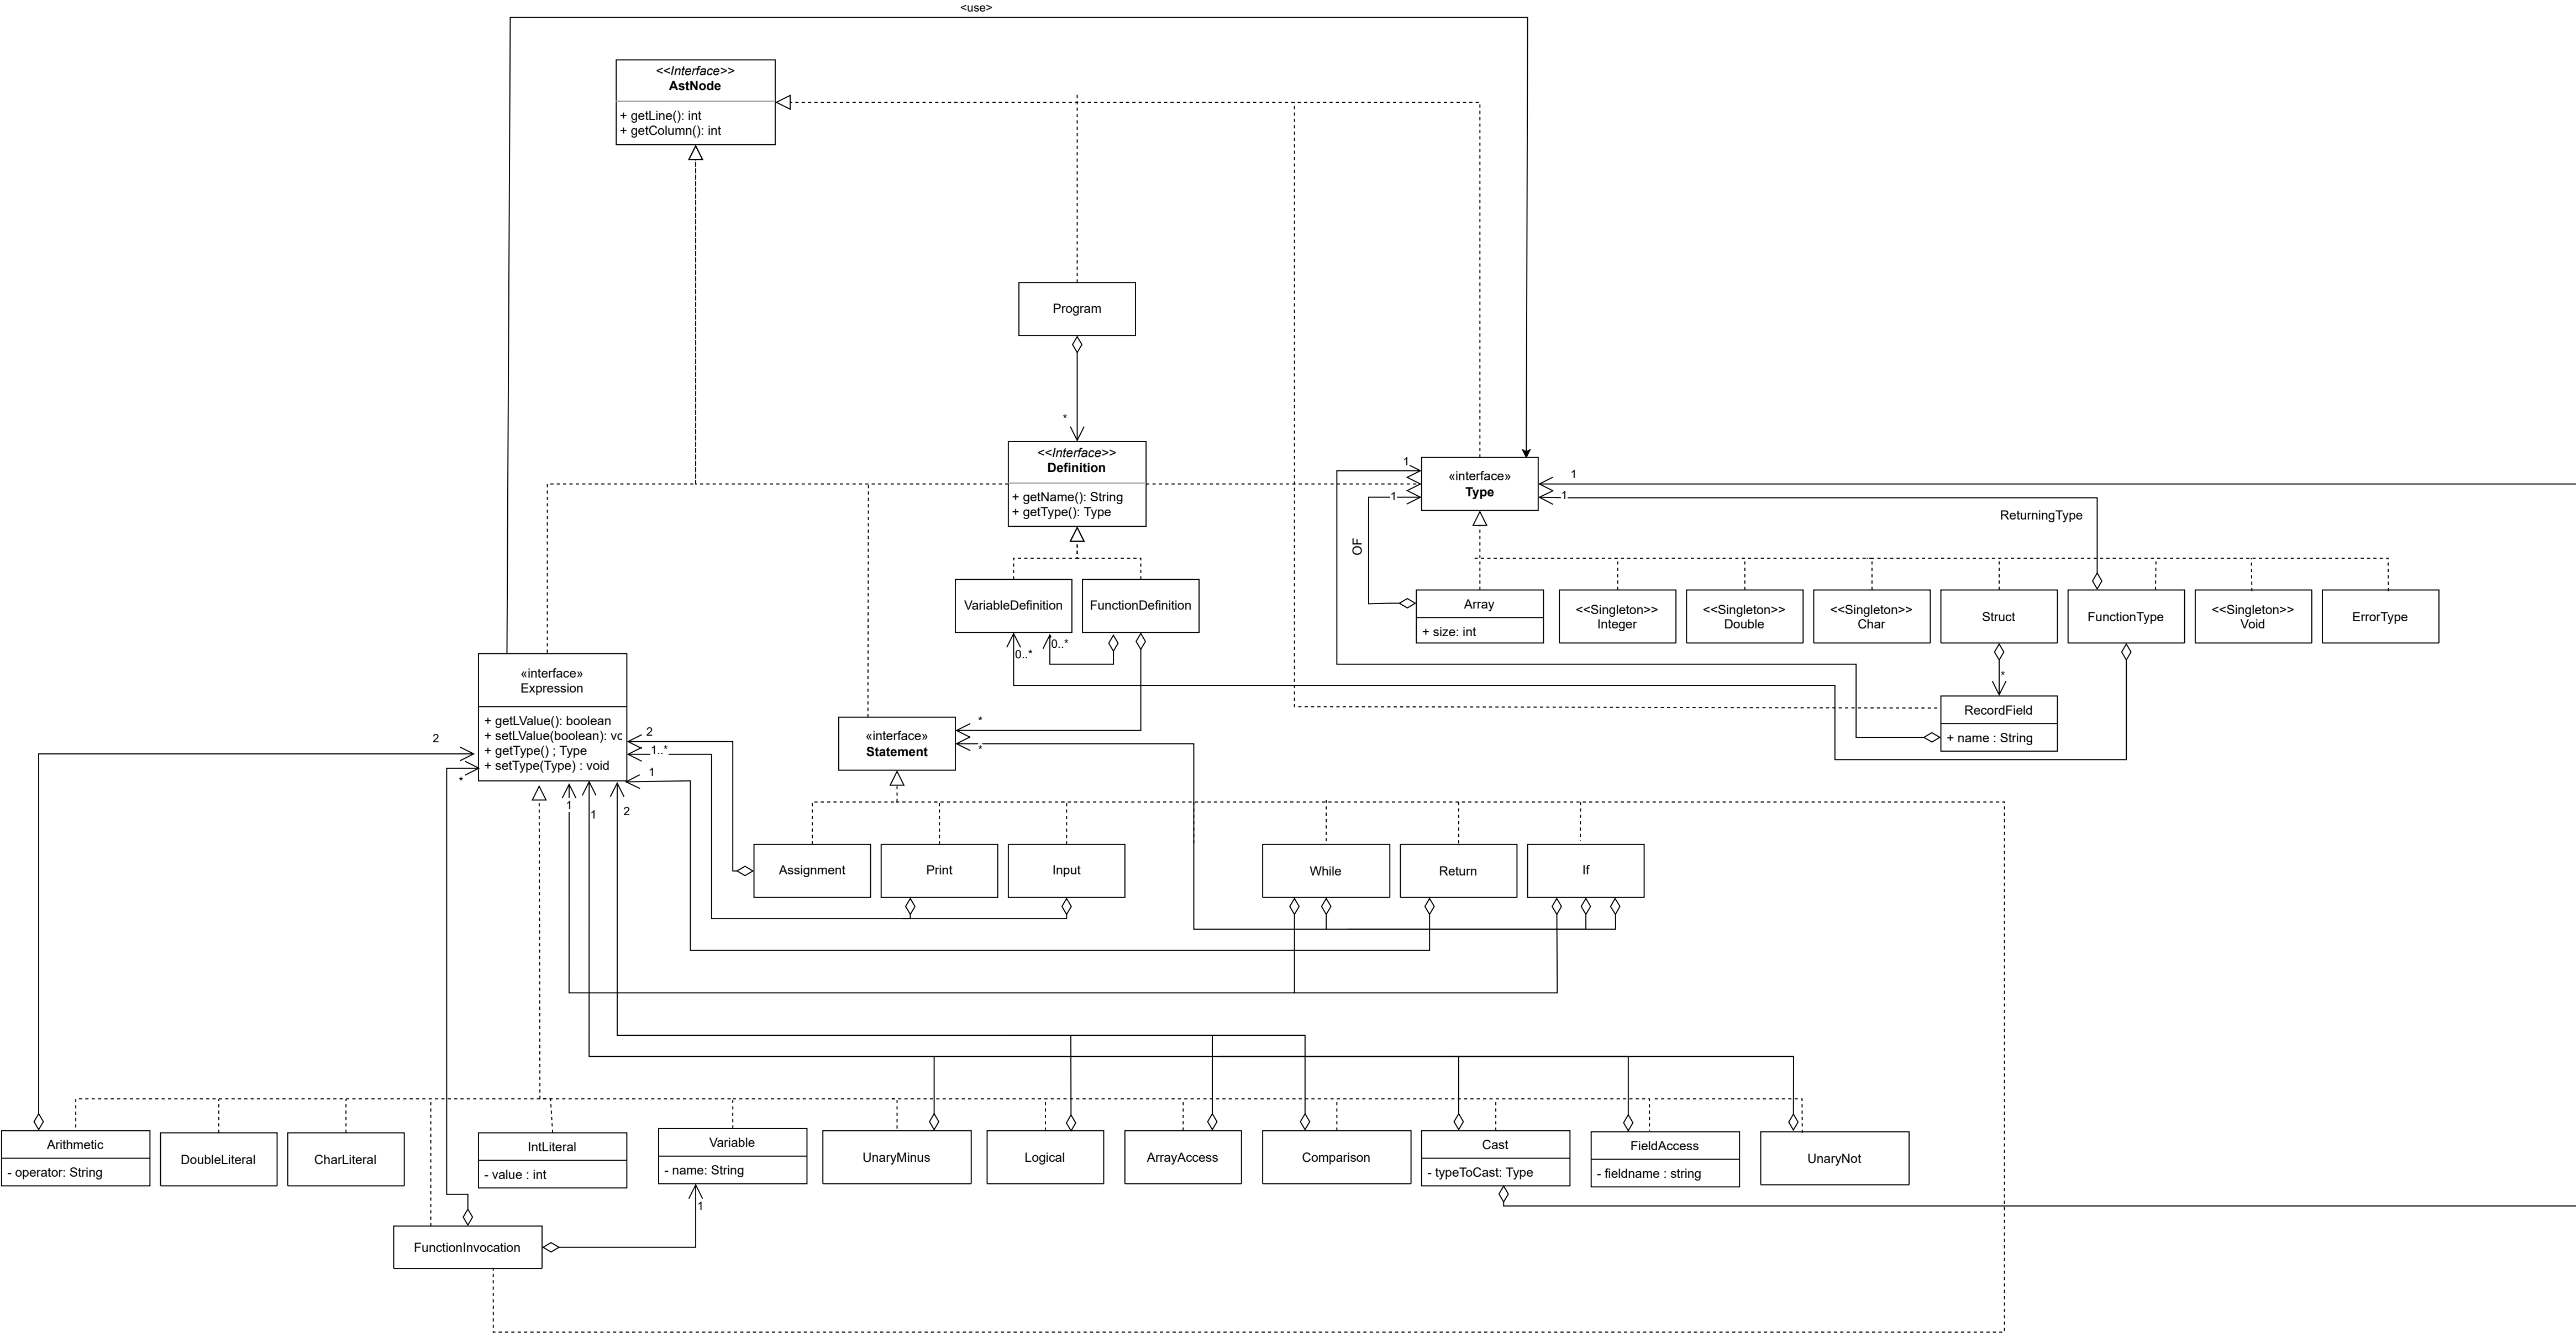 <use>
<<Interface>>
AstNode
+ getLine(): int
+ getColumn(): int
Program
*
<<Interface>>
Definition
+ getName(): String
+ getType(): Type
1
1
OF
«interface»
Type
1
1
ReturningType
VariableDefinition
FunctionDefinition
0..*
0..*
Array
+ size: int
<<Singleton>>
Integer
<<Singleton>>
Double
<<Singleton>>
Char
Struct
FunctionType
<<Singleton>>
Void
ErrorType
*
RecordField
+ name : String
«interface»
Expression
+ getLValue(): boolean
+ setLValue(boolean): vc
+ getType() ; Type
+ setType(Type) : void
2
*
2
1..*
1
1
1
2
«interface»
Statement
*
*
Assignment
Print
Input
While
Return
If
Arithmetic
- operator: String
DoubleLiteral
CharLiteral
IntLiteral
- value : int
Variable
- name: String
UnaryMinus
Logical
ArrayAccess
Comparison
Cast
- typeToCast: Type
FieldAccess
- fieldname : string
UnaryNot
1
FunctionInvocation